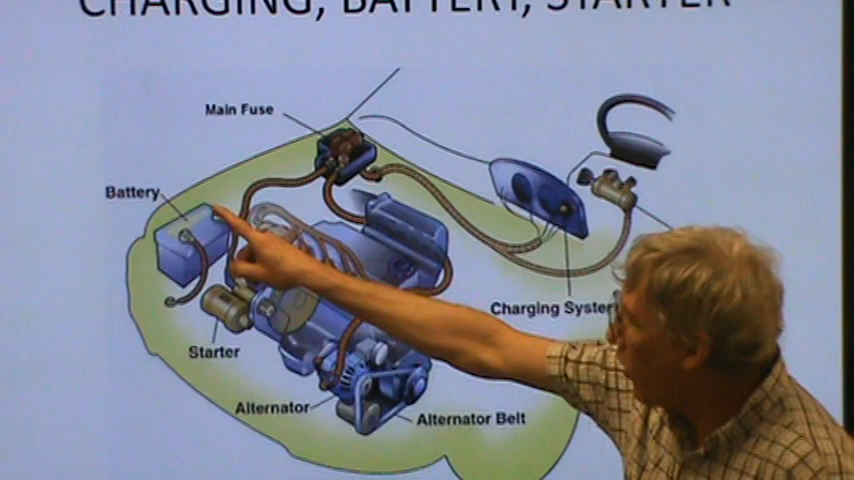 CHARGING, BATTERY, STARTER
Main Fuse
Battery
Charging System
Starter
Alternator
Alternator Belt